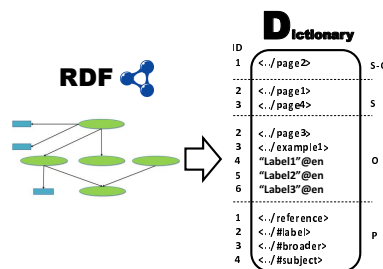 Dictionary
ID
RDF
1 <../page2> S-O
2 <../page1> S
3 <../page4>
2 <../page3>
3 <../example1>
4 "Label1"@en O
5 "Label2"@en
6 "Label3"@en
1 <../reference>
2 <../#label> P
3 <../#broader>
4 <../#subject>